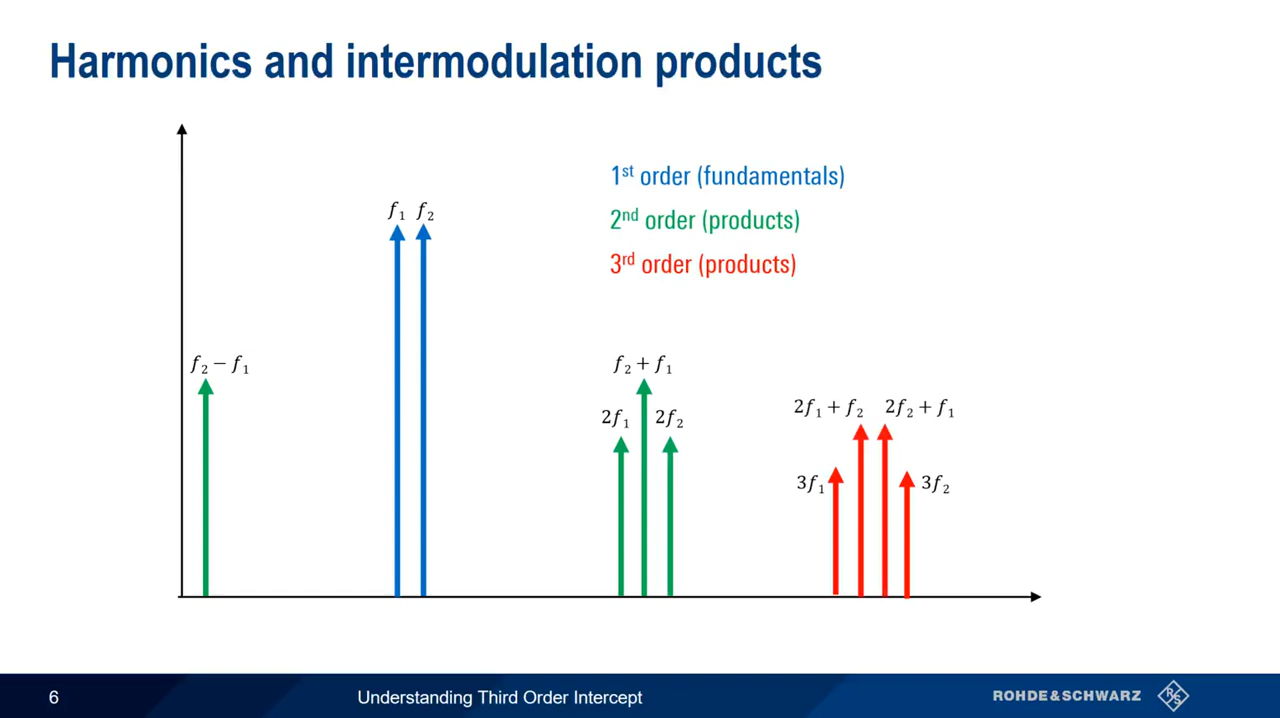 Harmonics and intermodulation products
1st order (fundamentals)
2nd order (products)
3rd order (products)
f₁ f₂
f₂ − f₁
f₂ + f₁
2f₁ 2f₂
2f₁ + f₂ 2f₂ + f₁
3f₁ 3f₂
6 Understanding Third Order Intercept ROHDE&SCHWARZ RS